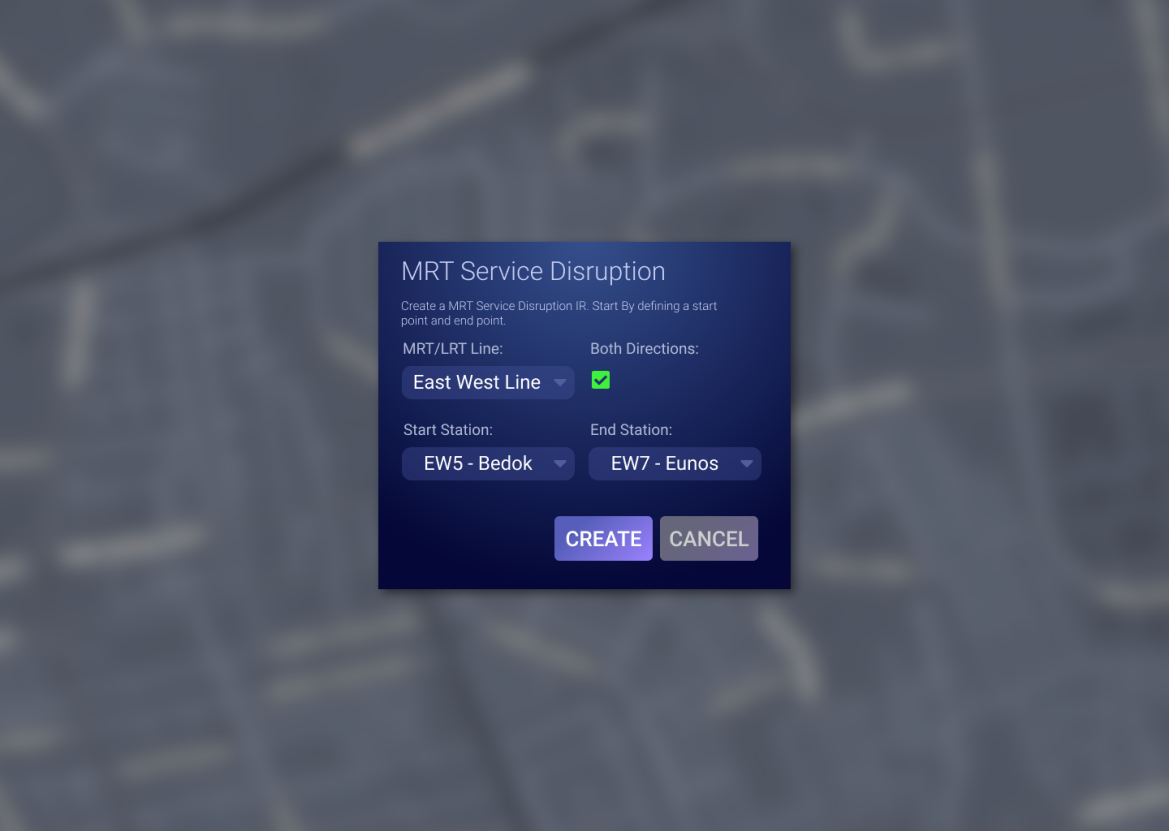 MRT Service Disruption
Create a MRT Service Disruption IR. Start By defining a start
point and end point.
MRT/LRT Line:
Both Directions:
East West Line
Start Station:
End Station:
EW5 - Bedok
EW7 - Eunos
CREATE
CANCEL